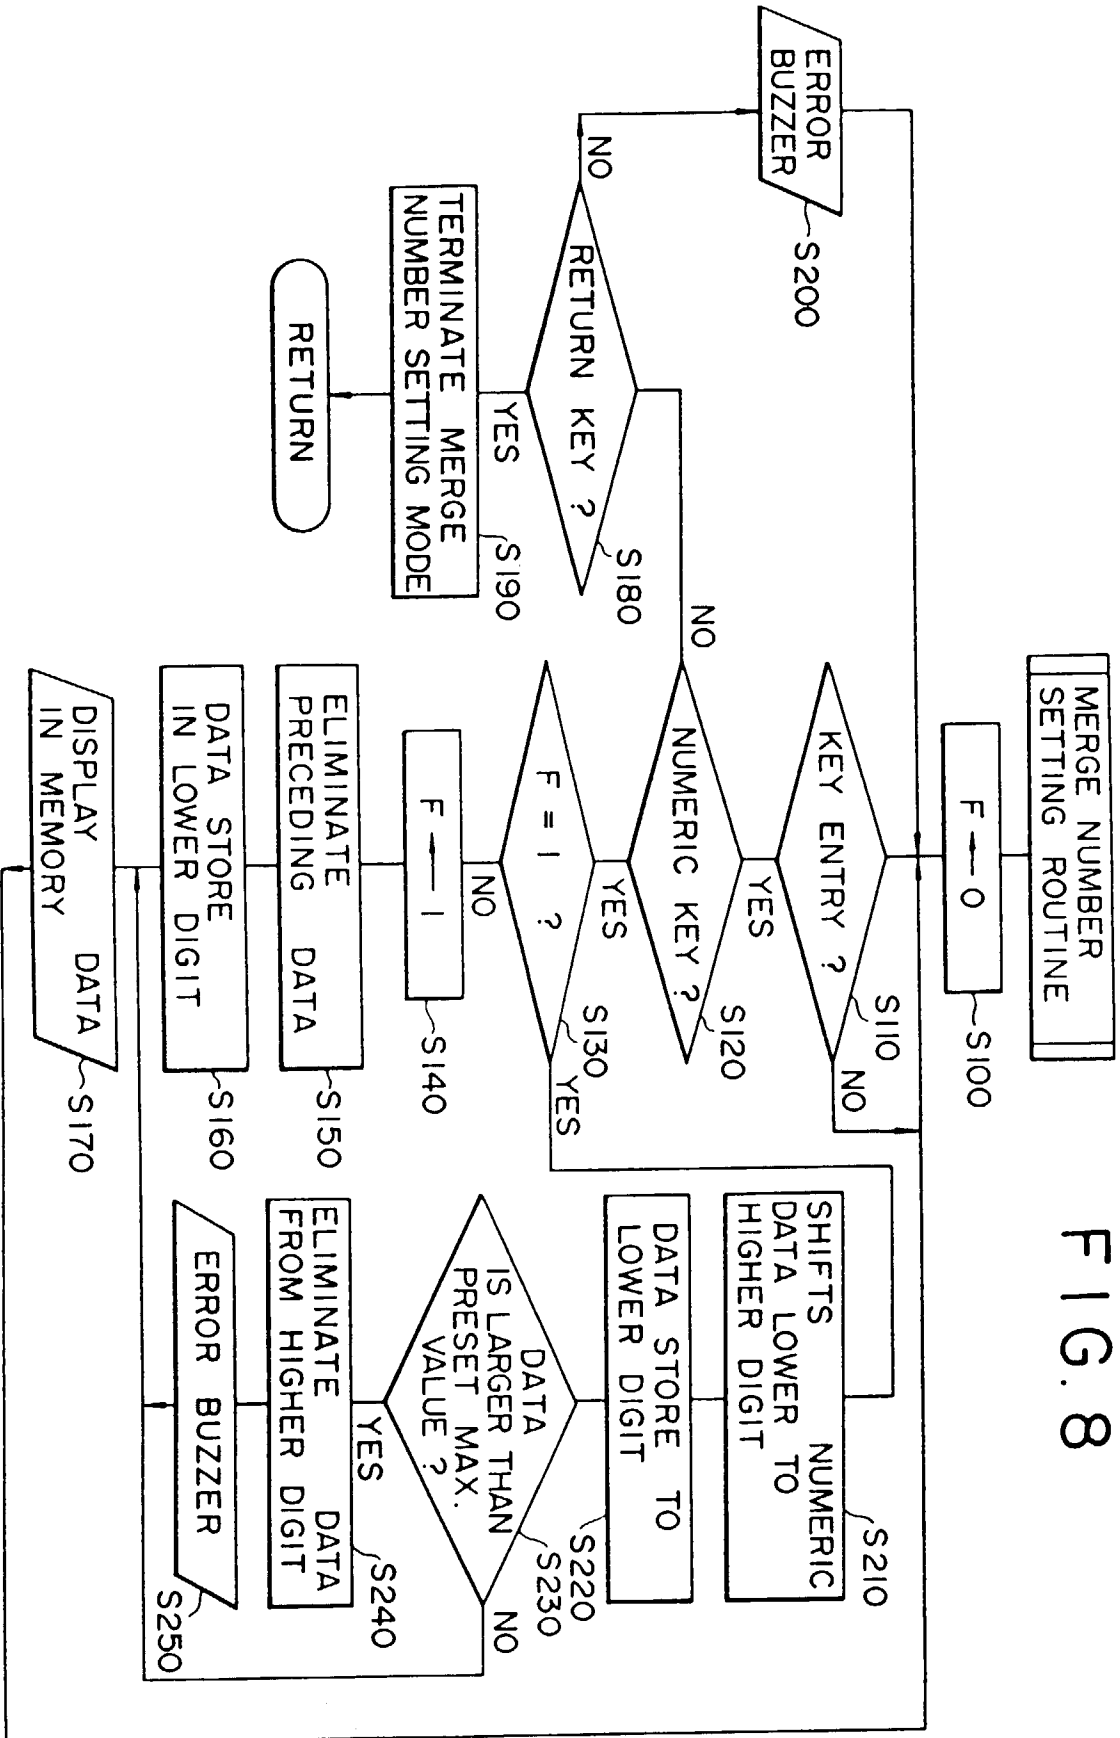 FIG. 8
MERGE NUMBER
SETTING ROUTINE
F ← 0
S100
KEY ENTRY ?
S110
NO
YES
NUMERIC KEY ?
S120
NO
YES
F = 1 ?
S130
YES
NO
F ← 1
S140
ELIMINATE
PRECEDING DATA
S150
DATA STORE
IN LOWER DIGIT
S160
DISPLAY DATA
IN MEMORY
S170
RETURN KEY ?
S180
NO
YES
TERMINATE MERGE
NUMBER SETTING MODE
S190
RETURN
ERROR
BUZZER
S200
SHIFTS NUMERIC
DATA LOWER TO
HIGHER DIGIT
S210
DATA STORE TO
LOWER DIGIT
S220
DATA
IS LARGER THAN
PRESET MAX.
VALUE ?
S230
NO
YES
ELIMINATE DATA
FROM HIGHER DIGIT
S240
ERROR BUZZER
S250